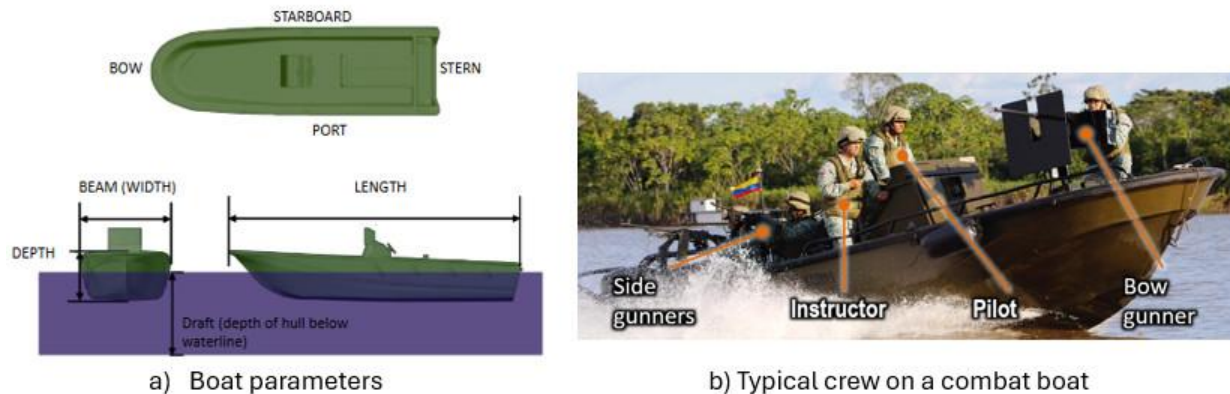 STARBOARD
BOW
STERN
PORT
BEAM (WIDTH)
LENGTH
DEPTH
Draft (depth of hull below
waterline)
a) Boat parameters
Side
gunners
Instructor
Pilot
Bow
gunner
b) Typical crew on a combat boat